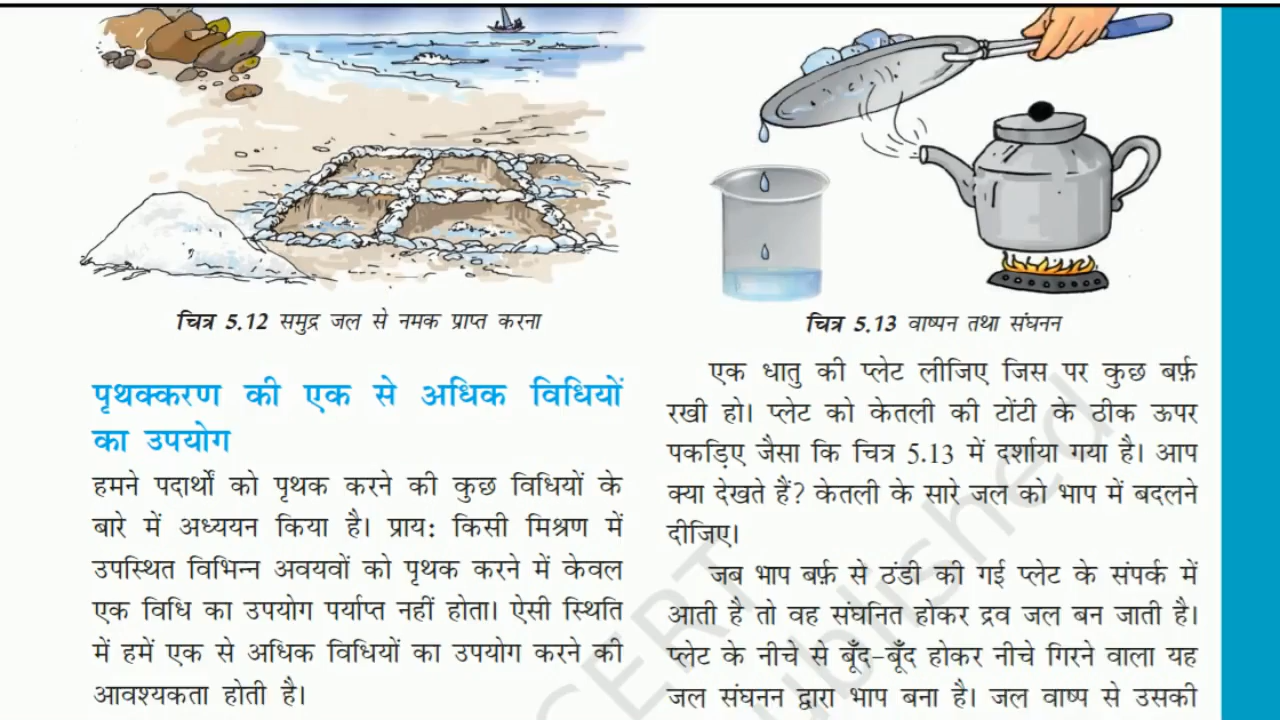 चित्र 5.12 समुद्र जल से नमक प्राप्त करना
पृथक्करण की एक से अधिक विधियों
का उपयोग
हमने पदार्थों को पृथक करने की कुछ विधियों के
बारे में अध्ययन किया है। प्राय: किसी मिश्रण में
उपस्थित विभिन्न अवयवों को पृथक करने में केवल
एक विधि का उपयोग पर्याप्त नहीं होता। ऐसी स्थिति
में हमें एक से अधिक विधियों का उपयोग करने की
आवश्यकता होती है।
चित्र 5.13 वाष्पन तथा संघनन
एक धातु की प्लेट लीजिए जिस पर कुछ बर्फ़
रखी हो। प्लेट को केतली की टोंटी के ठीक ऊपर
पकड़िए जैसा कि चित्र 5.13 में दर्शाया गया है। आप
क्या देखते हैं? केतली के सारे जल को भाप में बदलने
दीजिए।
जब भाप बर्फ़ से ठंडी की गई प्लेट के संपर्क में
आती है तो वह संघनित होकर द्रव जल बन जाती है।
प्लेट के नीचे से बूँद-बूँद होकर नीचे गिरने वाला यह
जल संघनन द्वारा भाप बना है। जल वाष्प से उसकी